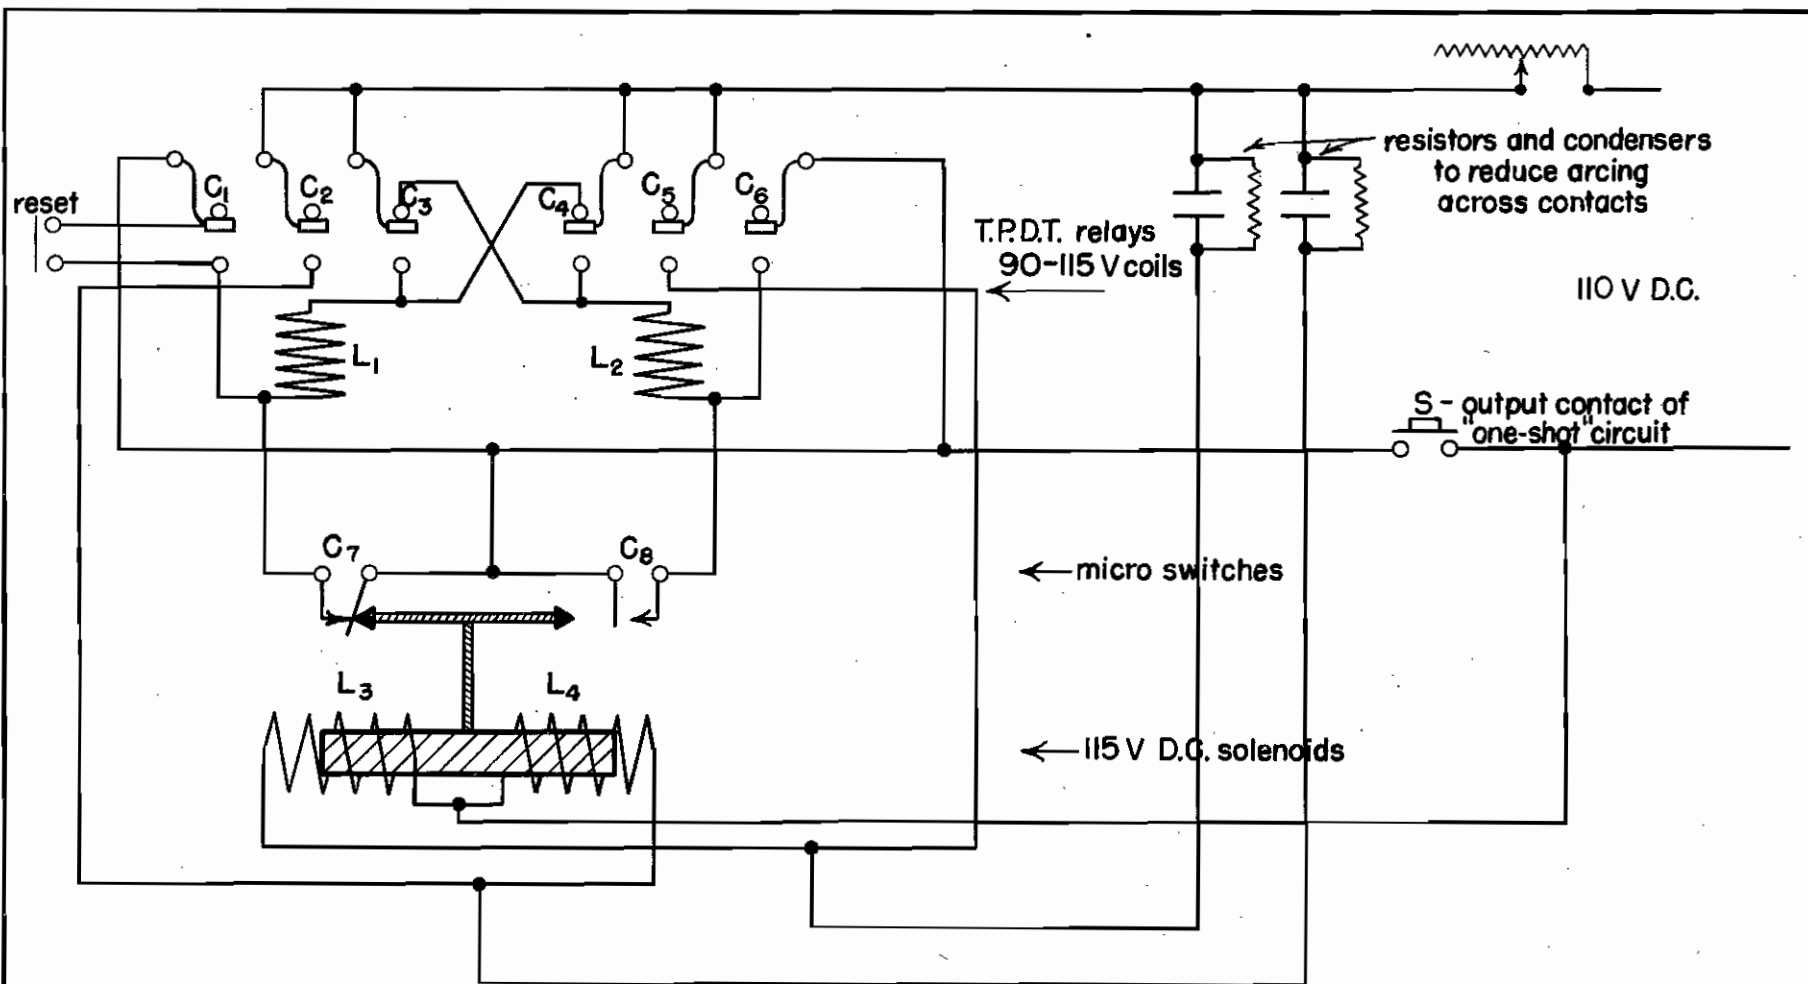 resistors and condensers
to reduce arcing
across contacts
C1
C2
C3
C4
C5
C6
reset
T.P.D.T. relays
90-115 V coils
110 V D.C.
L1
L2
S - output contact of
"one-shot" circuit
C7
C8
micro switches
L3
L4
115 V D.C. solenoids